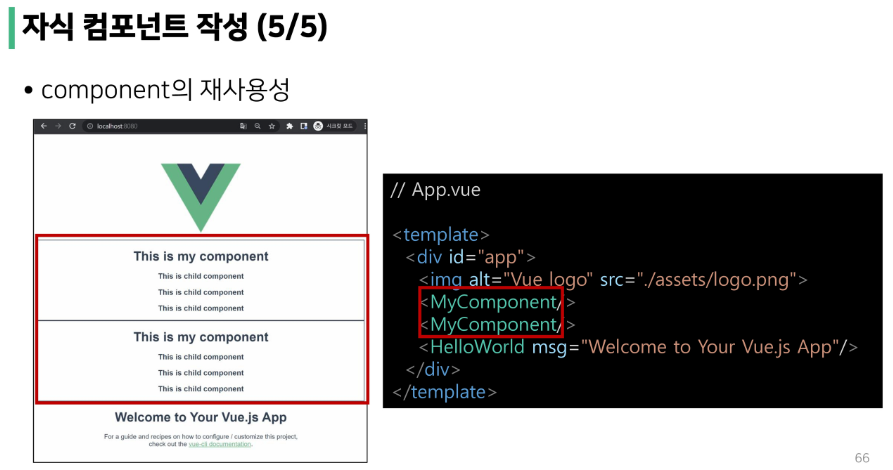 자식 컴포넌트 작성 (5/5)
• component의 재사용성
localhost:8080
시크릿 모드
This is my component
This is child component
This is child component
This is child component
This is my component
This is child component
This is child component
This is child component
Welcome to Your Vue.js App
For a guide and recipes on how to configure / customize this project,
check out the vue-cli documentation.
// App.vue
<template>
<div id="app">
<img alt="Vue logo" src="./assets/logo.png">
<MyComponent/>
<MyComponent/>
<HelloWorld msg="Welcome to Your Vue.js App"/>
</div>
</template>
66